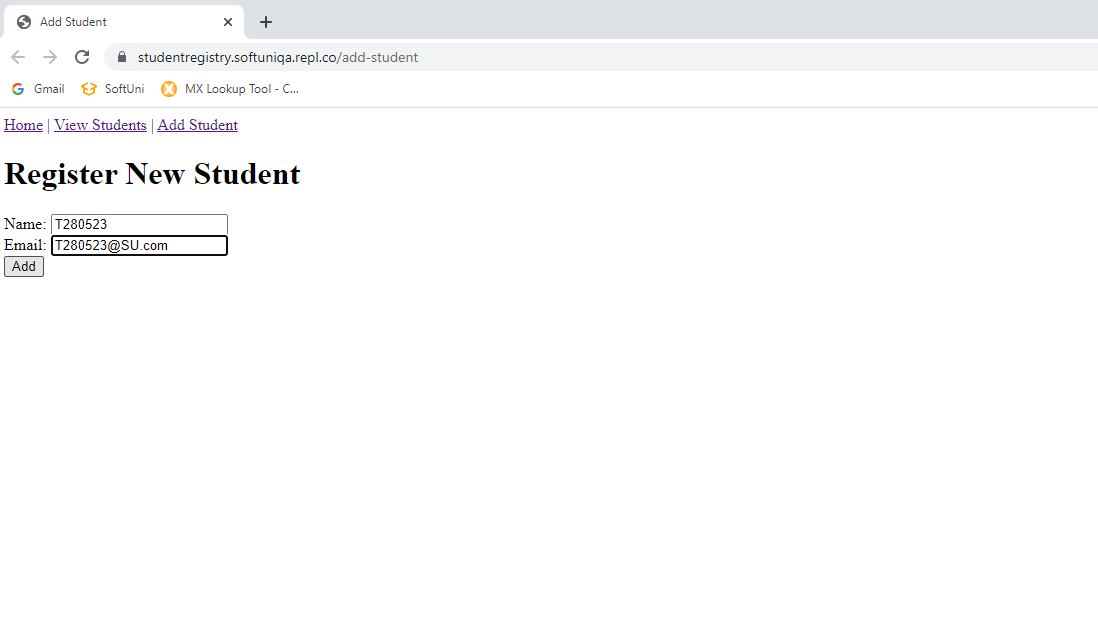 Add Student
studentregistry.softuniqa.repl.co/add-student
Gmail SoftUni MX Lookup Tool - C...
Home | View Students | Add Student
Register New Student
Name: T280523
Email: T280523@SU.com
Add